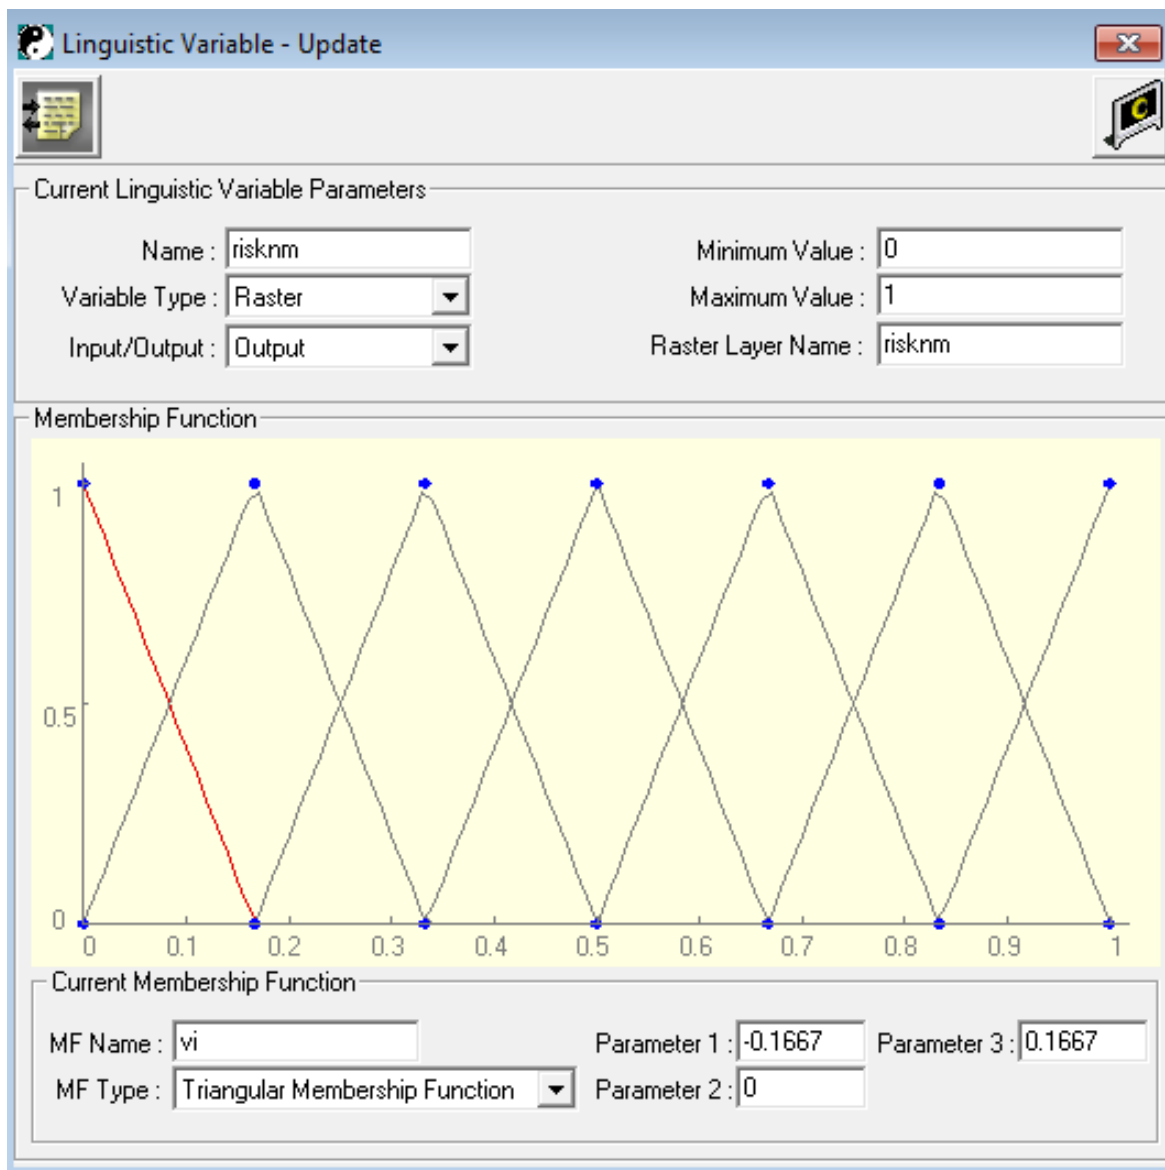 Linguistic Variable - Update
Current Linguistic Variable Parameters
Name : risknm
Minimum Value : 0
Variable Type : Raster
Maximum Value : 1
Input/Output : Output
Raster Layer Name : risknm
Membership Function
1
0.5
0
0 0.1 0.2 0.3 0.4 0.5 0.6 0.7 0.8 0.9 1
Current Membership Function
MF Name : vi
Parameter 1 : -0.1667
Parameter 3 : 0.1667
MF Type : Triangular Membership Function
Parameter 2 : 0